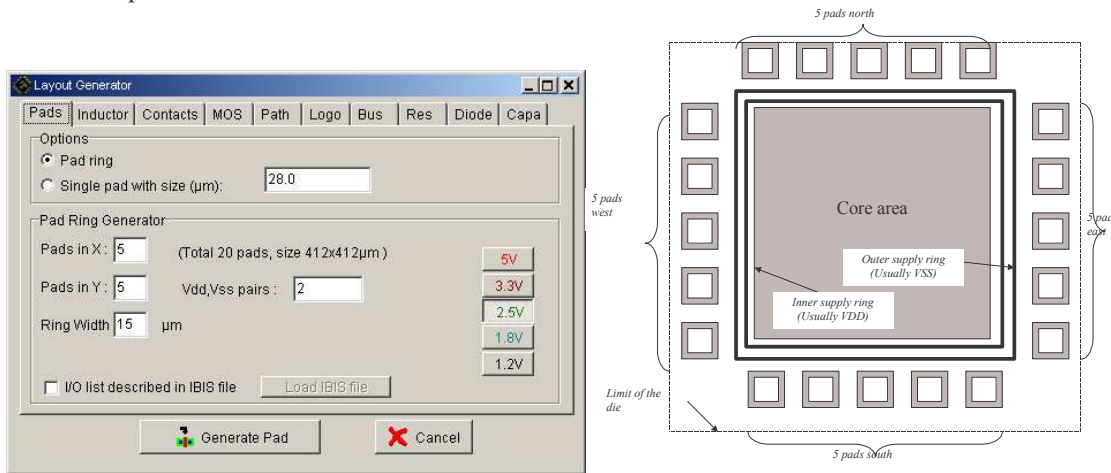 Layout Generator
Pads Inductor Contacts MOS Path Logo Bus Res Diode Capa
Options
Pad ring
Single pad with size (µm): 28.0
Pad Ring Generator
Pads in X : 5 (Total 20 pads, size 412x412µm )
Pads in Y : 5 Vdd,Vss pairs : 2
Ring Width 15 µm
5V
3.3V
2.5V
1.8V
1.2V
I/O list described in IBIS file Load IBIS file
Generate Pad Cancel
5 pads north
5 pads
west
Core area
5 pad
east
Outer supply ring
(Usually VSS)
Inner supply ring
(Usually VDD)
Limit of the
die
5 pads south